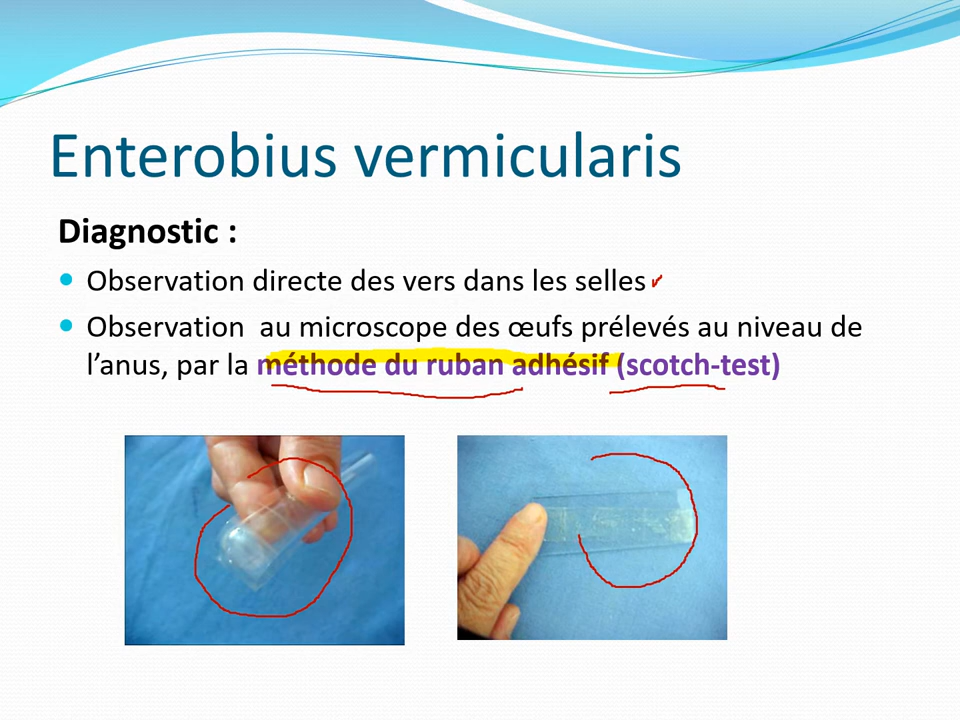 Enterobius vermicularis
Diagnostic :
Observation directe des vers dans les selles
Observation au microscope des œufs prélevés au niveau de
l’anus, par la méthode du ruban adhésif (scotch-test)